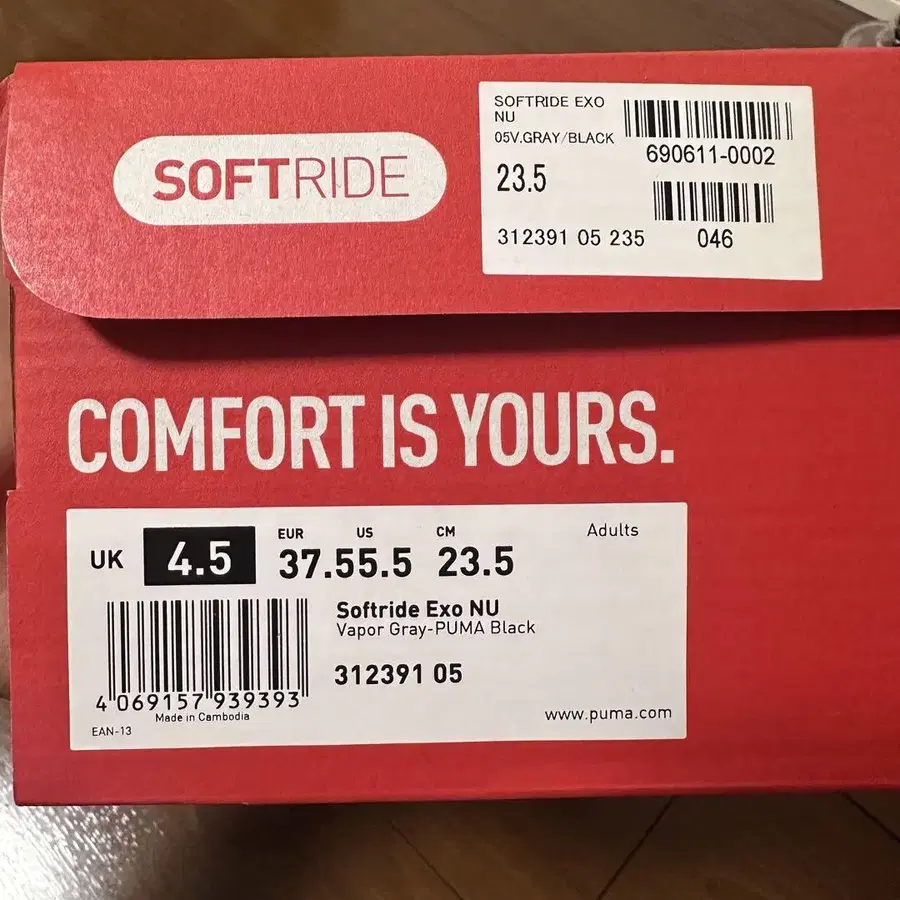 SOFTRIDE
SOFTRIDE EXO
NU
05V.GRAY/BLACK
690611-0002
23.5
312391 05 235
046
COMFORT IS YOURS.
UK 4.5
EUR US CM
37.5 5.5 23.5
Adults
Softride Exo NU
Vapor Gray-PUMA Black
312391 05
4 069157 939393
Made in Cambodia
EAN-13
www.puma.com